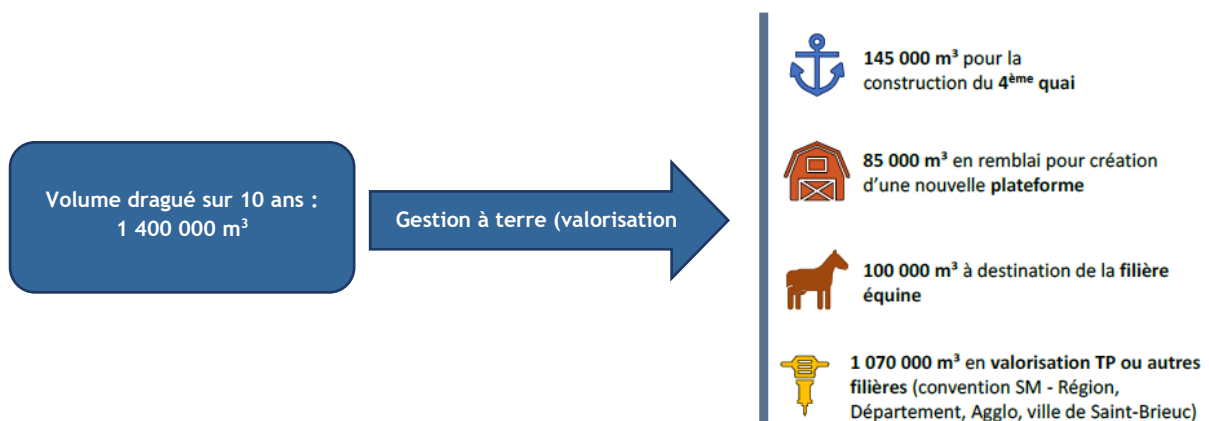 Volume dragué sur 10 ans :
1 400 000 m³
Gestion à terre (valorisation
145 000 m³ pour la
construction du 4ème quai
85 000 m³ en remblai pour création
d'une nouvelle plateforme
100 000 m³ à destination de la filière
équine
1 070 000 m³ en valorisation TP ou autres
filières (convention SM - Région,
Département, Agglo, ville de Saint-Brieuc)